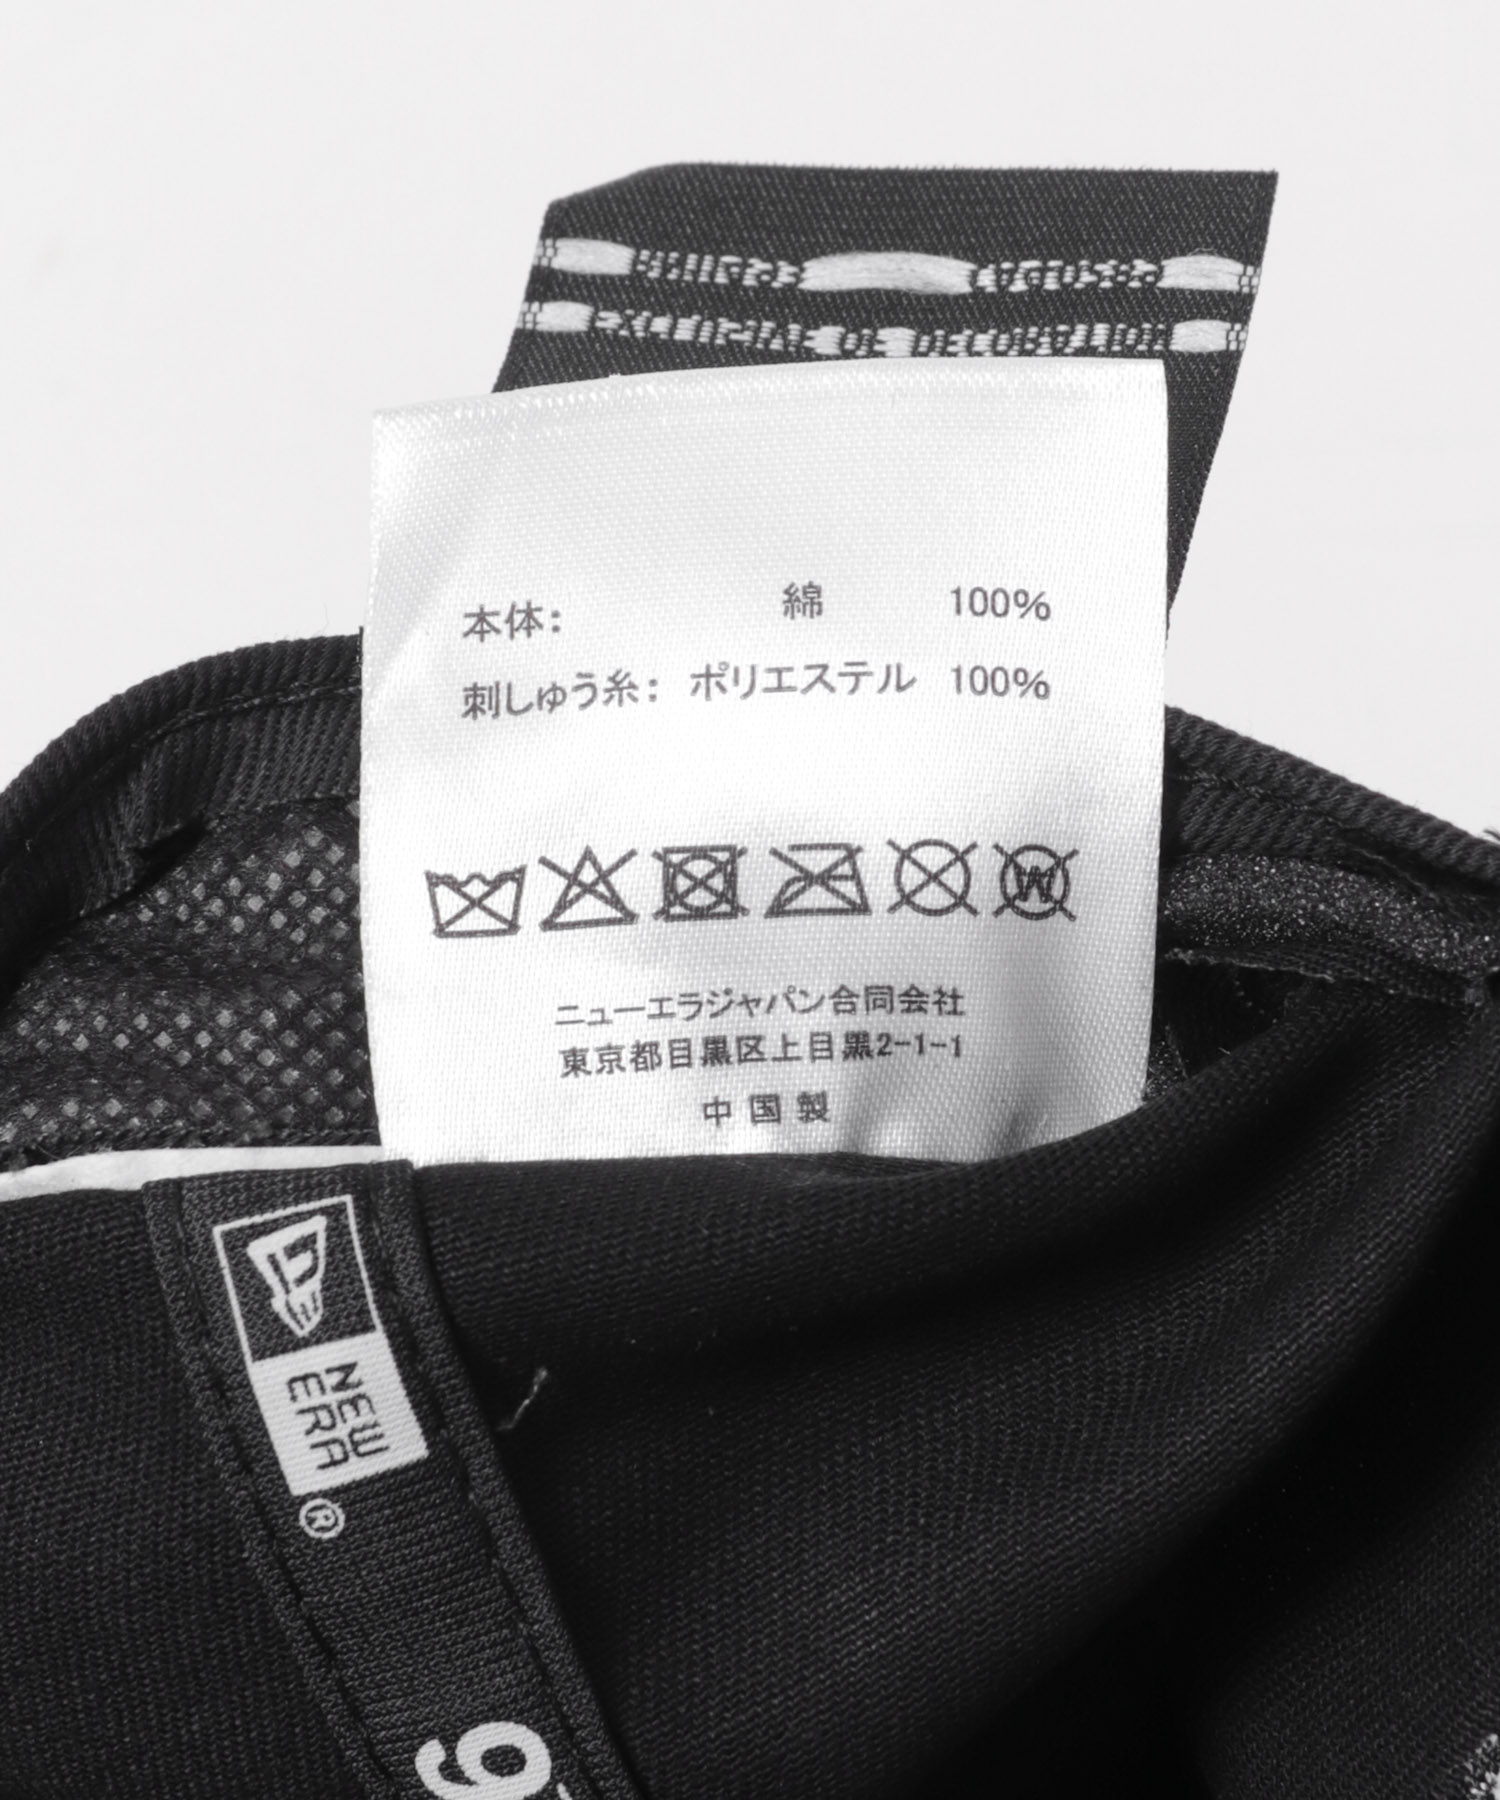 本体: 綿 100%
刺しゅう糸: ポリエステル 100%
W
ニューエラジャパン合同会社
東京都目黒区上目黒2-1-1
中国製
NEW
ERA
®
9